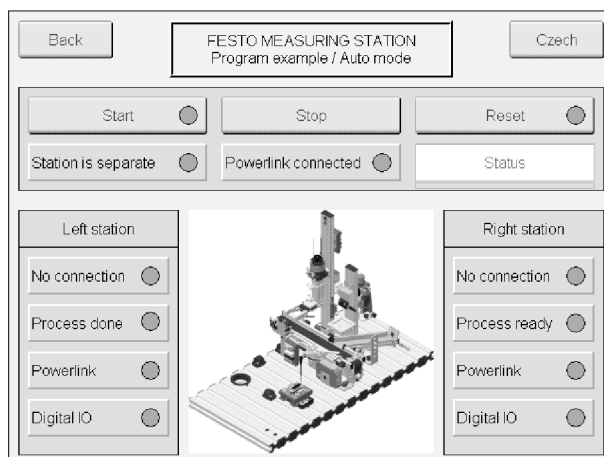 Back
FESTO MEASURING STATION
Program example / Auto mode
Czech
Start
Stop
Reset
Station is separate
Powerlink connected
Status
Left station
Right station
No connection
No connection
Process done
Process ready
Powerlink
Powerlink
Digital IO
Digital IO